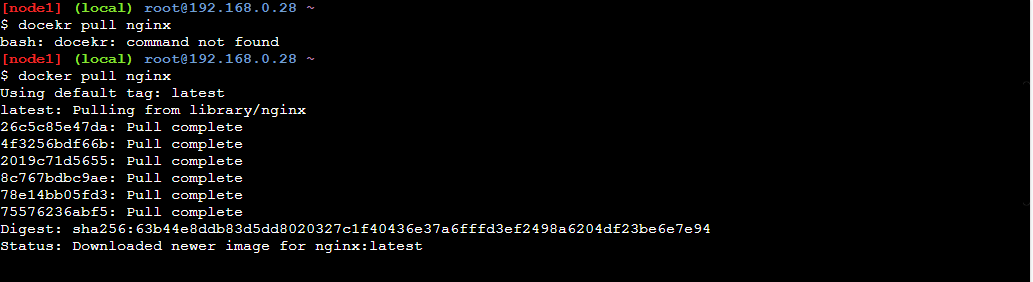 [node1] (local) root@192.168.0.28 ~
$ docekr pull nginx
bash: docekr: command not found
[node1] (local) root@192.168.0.28 ~
$ docker pull nginx
Using default tag: latest
latest: Pulling from library/nginx
26c5c85e47da: Pull complete
4f3256bdf66b: Pull complete
2019c71d5655: Pull complete
8c767bdbc9ae: Pull complete
78e14bb05fd3: Pull complete
75576236abf5: Pull complete
Digest: sha256:63b44e8ddb83d5dd8020327c1f40436e37a6fffd3ef2498a6204df23be6e7e94
Status: Downloaded newer image for nginx:latest